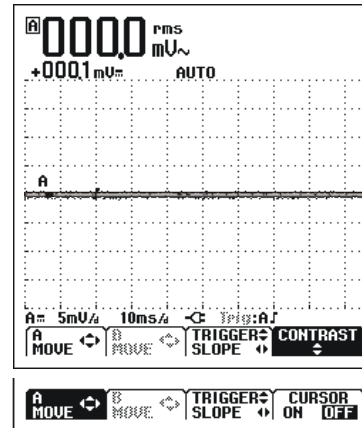 A 000.0 rms mV~
+000.1 mV⎓ AUTO
A
A⎓ 5mV/d 10ms/d Trig:A∫
A MOVE B MOVE TRIGGER SLOPE CONTRAST
A MOVE B MOVE TRIGGER SLOPE CURSOR ON OFF